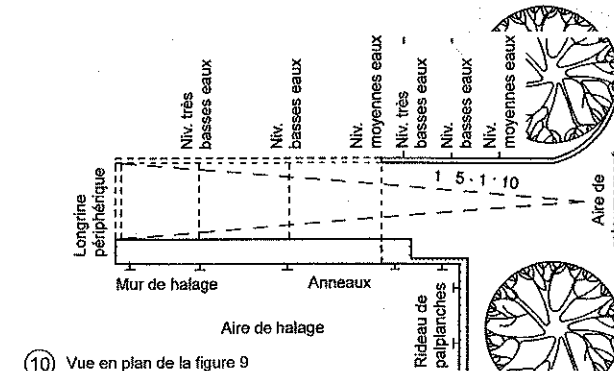 Niv. très
basses eaux
Niv.
basses eaux
Niv.
moyennes eaux
Niv. très
basses eaux
Niv.
basses eaux
Niv.
moyennes eaux
Longrine
périphérique
1 5 · 1 · 10
Aire de
Mur de halage
Anneaux
Aire de halage
Rideau de
palplanches
10 Vue en plan de la figure 9